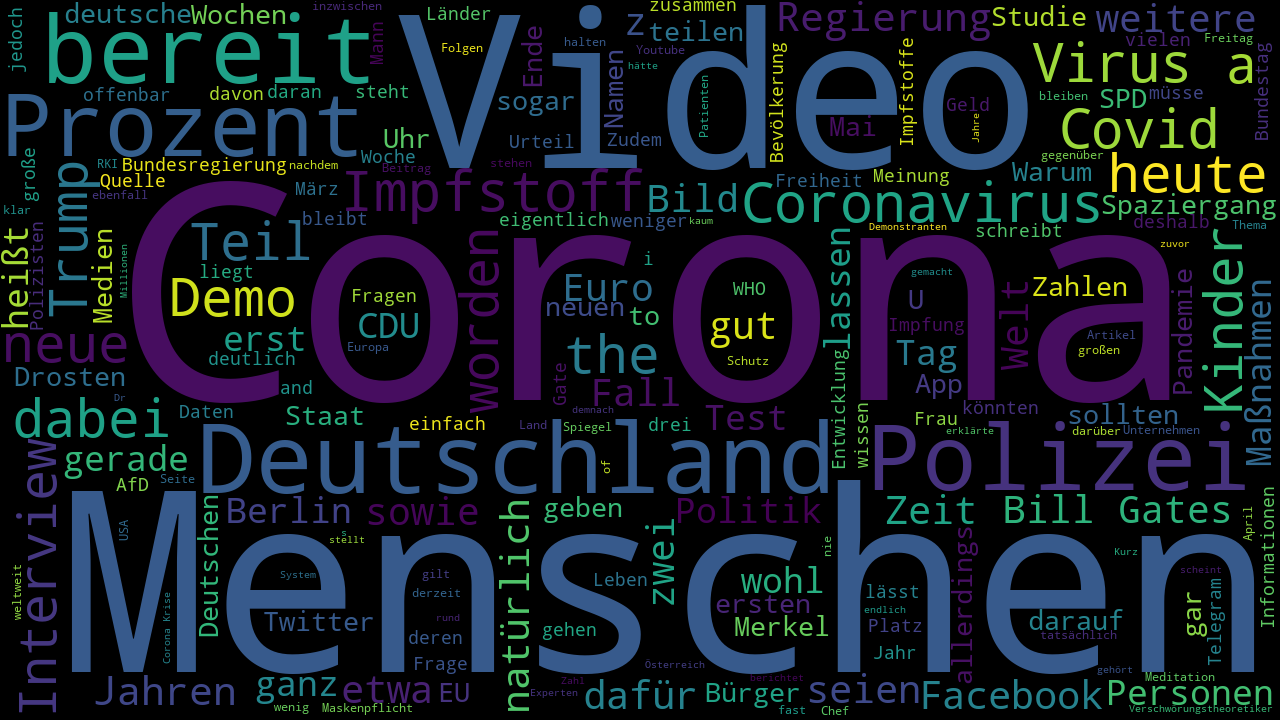 inzwischen
zusammen
deutsche Wochen
Länder
Z teilen
Regierung
Studie
weitere
jedoch
bereit
Mann
Video
Folgen
Ende
halten
Youtube
hätte
vielen
Freitag
Virus a
offenbar
davon
daran
steht
sogar
Namen
Patienten
Bevölkerung
Impfstoffe
Geld
Jahre
bleiben
SPD
müsse
Bundestag
Prozent
Uhr
Urteil
Zudem
Mai
Covid
große
RKI
Bundesregierung
nachdem
Woche
Beitrag
stehen
gegenüber
Quelle
ebenfall
März
Impfstoff
Bild
Freiheit
Meinung
Warum
heute
klar
Trump
bleibt
eigentlich
weniger
kaum
Coronavirus
Spaziergang
Demonstranten
schreibt
deshalb
Thema
heißt
Polizisten
Medien
Millionen
Teil
liegt
Corona
worden
i
lassen
zuvor
Demo
Fragen
Euro
WHO
gemacht
Zahlen
neuen
to
U
Welt
Pandemie
Kinder
Maßnahmen
neue
erst
CDU
gut
Impfung
Artikel
deutlich
Europa
the
Schutz
Tag
großen
Drosten
Dr
and
Gate
Fall
App
dabei
Daten
Staat
einfach
demnach
Land
Spiegel
drei
Test
Entwicklung
wissen
Frau
könnten
erklärte
sollten
darüber
Unternehmen
gerade
Deutschland
of
Polizei
AfD
Seite
Interview
USA
Deutschen
Berlin
sowie
natürlich
geben
zwei
Politik
Zeit
Bill Gates
April
Informationen
s
stellt
nie
allerdings
Kurz
weltweit
Corona Krise
Menschen
System
gilt
derzeit
Leben
wohl
lässt
scheint
Telegram
gar
Twitter
rund
deren
gehen
ersten
endlich
Merkel
Platz
darauf
tatsächlich
Frage
Österreich
Jahr
gehört
Jahren
ganz
etwa
EU
Zahl
berichtet
Experten
dafür
Bürger
seien
Facebook
Meditation
Personen
wenig
Maskenpflicht
fast
Chef
Verschwörungstheoretiker